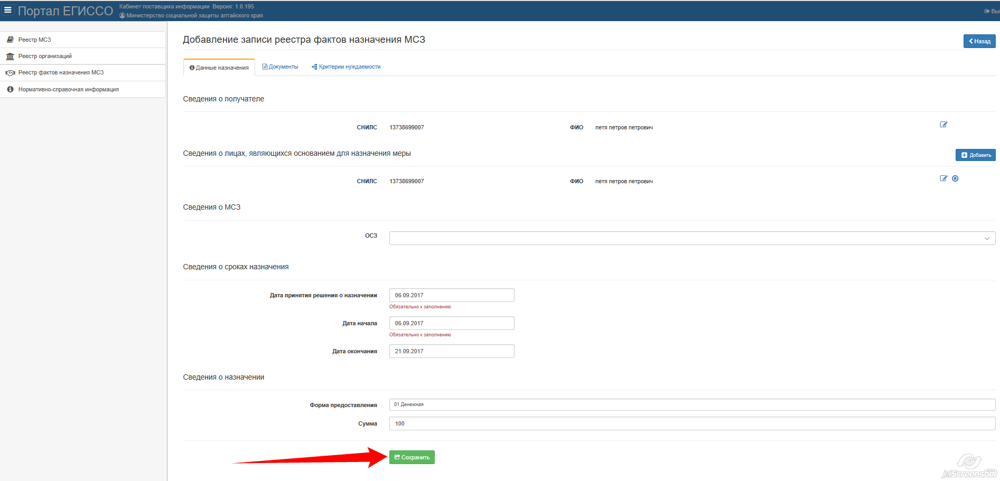 Портал ЕГИССО
Кабинет поставщика информации Версия: 1.0.195
Министерство социальной защиты алтайского края
Реестр МСЗ
Реестр организаций
Реестр фактов назначения МСЗ
Нормативно-справочная информация
Добавление записи реестра фактов назначения МСЗ
Назад
Данные назначения Документы Критерии нуждаемости
Сведения о получателе
СНИЛС 13738699007 ФИО петя петров петрович
Сведения о лицах, являющихся основанием для назначения меры
Добавить
СНИЛС 13738699007 ФИО петя петров петрович
Сведения о МСЗ
ОСЗ
Сведения о сроках назначения
Дата принятия решения о назначении 06.09.2017
Обязательно к заполнению
Дата начала 06.09.2017
Обязательно к заполнению
Дата окончания 21.09.2017
Сведения о назначении
Форма предоставления 01 Денежная
Сумма 100
Сохранить
jetScreenshot
.com